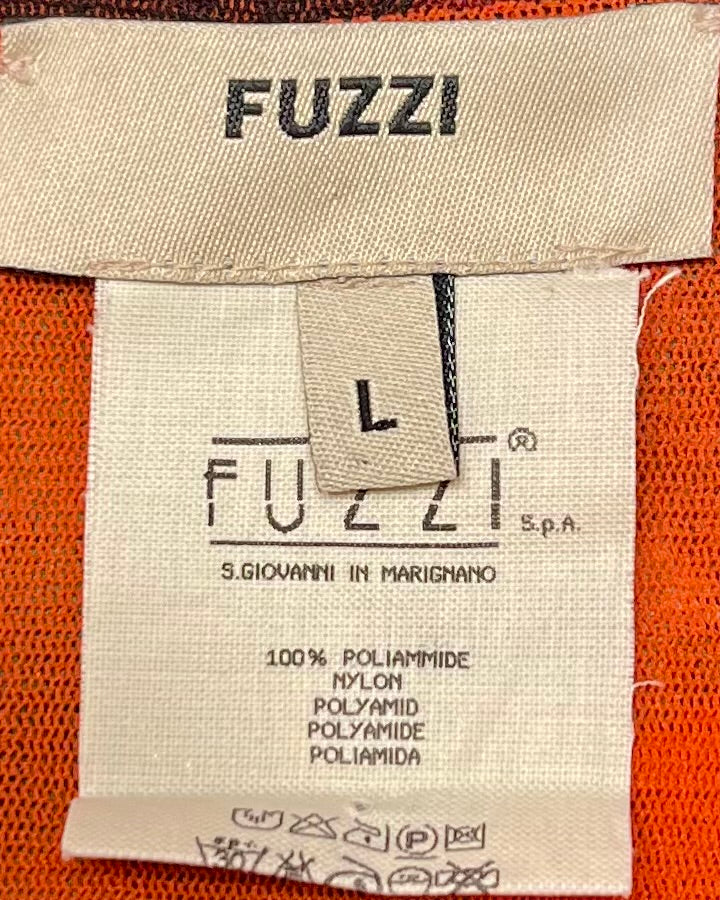 FUZZI
L
®
FUZZI
S.p.A.
S.GIOVANNI IN MARIGNANO
100% POLIAMMIDE
NYLON
POLYAMID
POLYAMIDE
POLIAMIDA
P